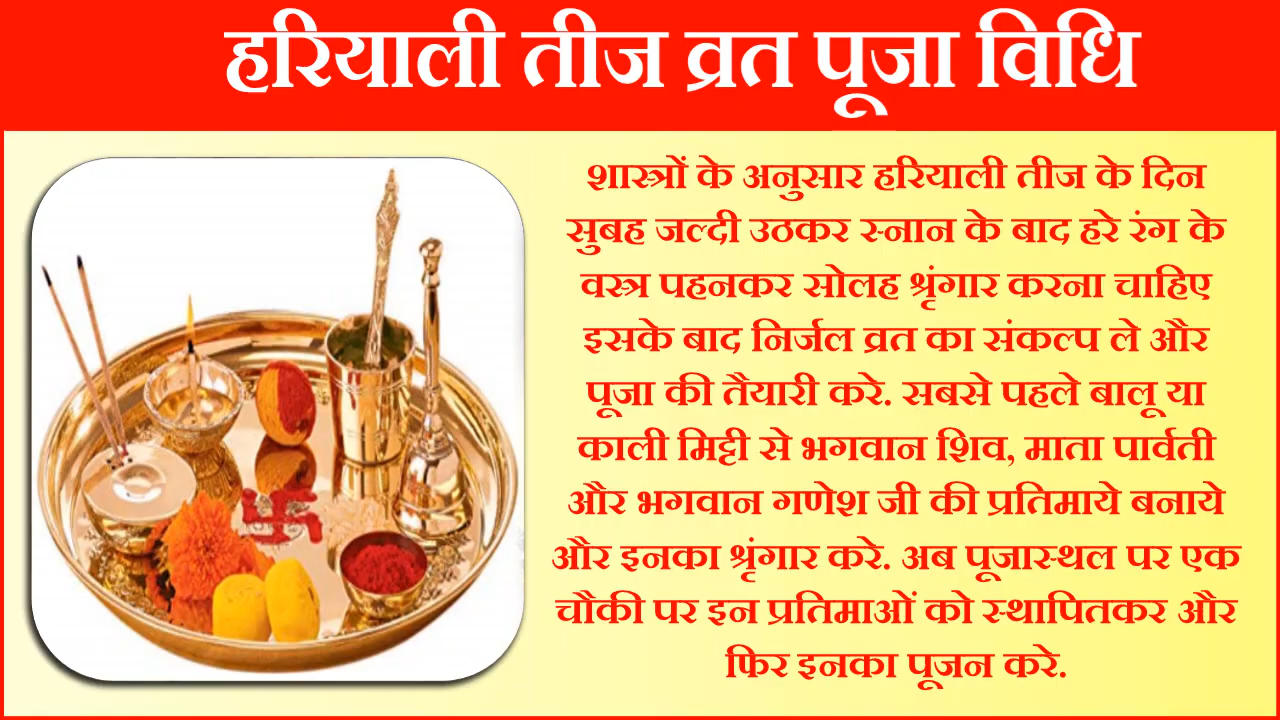 हरियाली तीज व्रत पूजा विधि
शास्त्रों के अनुसार हरियाली तीज के दिन
सुबह जल्दी उठकर स्नान के बाद हरे रंग के
वस्त्र पहनकर सोलह श्रृंगार करना चाहिए
इसके बाद निर्जल व्रत का संकल्प ले और
पूजा की तैयारी करे. सबसे पहले बालू या
काली मिट्टी से भगवान शिव, माता पार्वती
और भगवान गणेश जी की प्रतिमाये बनाये
और इनका श्रृंगार करे. अब पूजास्थल पर एक
चौकी पर इन प्रतिमाओं को स्थापितकर और
फिर इनका पूजन करे.